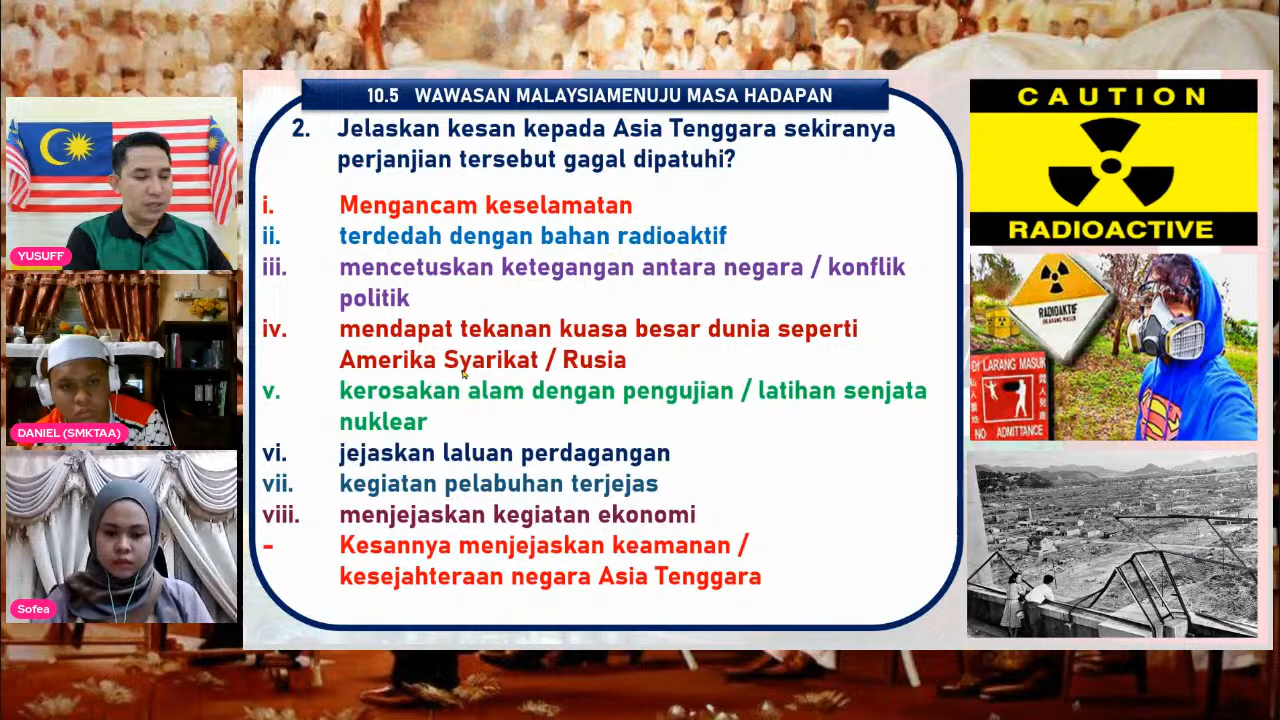 10.5 WAWASAN MALAYSIAMENUJU MASA HADAPAN
2. Jelaskan kesan kepada Asia Tenggara sekiranya
perjanjian tersebut gagal dipatuhi?
i. Mengancam keselamatan
ii. terdedah dengan bahan radioaktif
iii. mencetuskan ketegangan antara negara / konflik
politik
iv. mendapat tekanan kuasa besar dunia seperti
Amerika Syarikat / Rusia
v. kerosakan alam dengan pengujian / latihan senjata
nuklear
vi. jejaskan laluan perdagangan
vii. kegiatan pelabuhan terjejas
viii. menjejaskan kegiatan ekonomi
- Kesannya menjejaskan keamanan /
kesejahteraan negara Asia Tenggara
YUSUFF
DANIEL (SMKTAA)
Sofea
CAUTION
RADIOACTIVE
RADIOAKTIF
DILARANG MASUK
NO ADMITTANCE